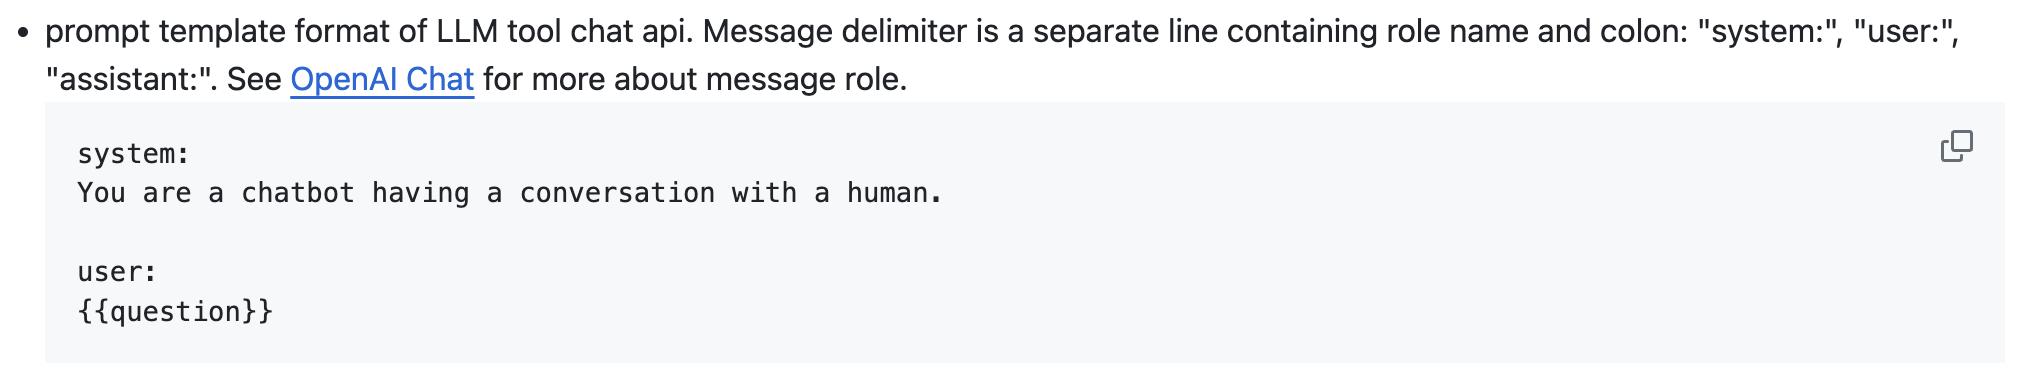 • prompt template format of LLM tool chat api. Message delimiter is a separate line containing role name and colon: "system:", "user:",
"assistant:". See OpenAI Chat for more about message role.
system:
You are a chatbot having a conversation with a human.
user:
{{question}}